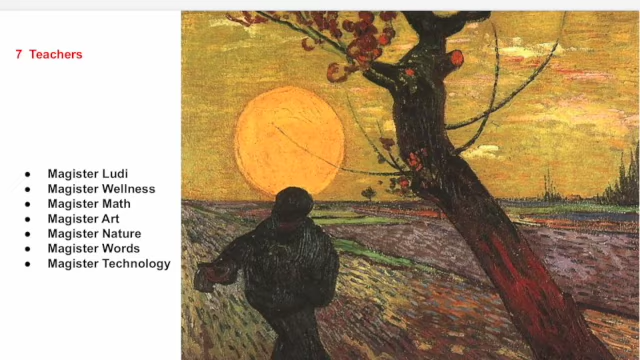 7 Teachers
● Magister Ludi
● Magister Wellness
● Magister Math
● Magister Art
● Magister Nature
● Magister Words
● Magister Technology